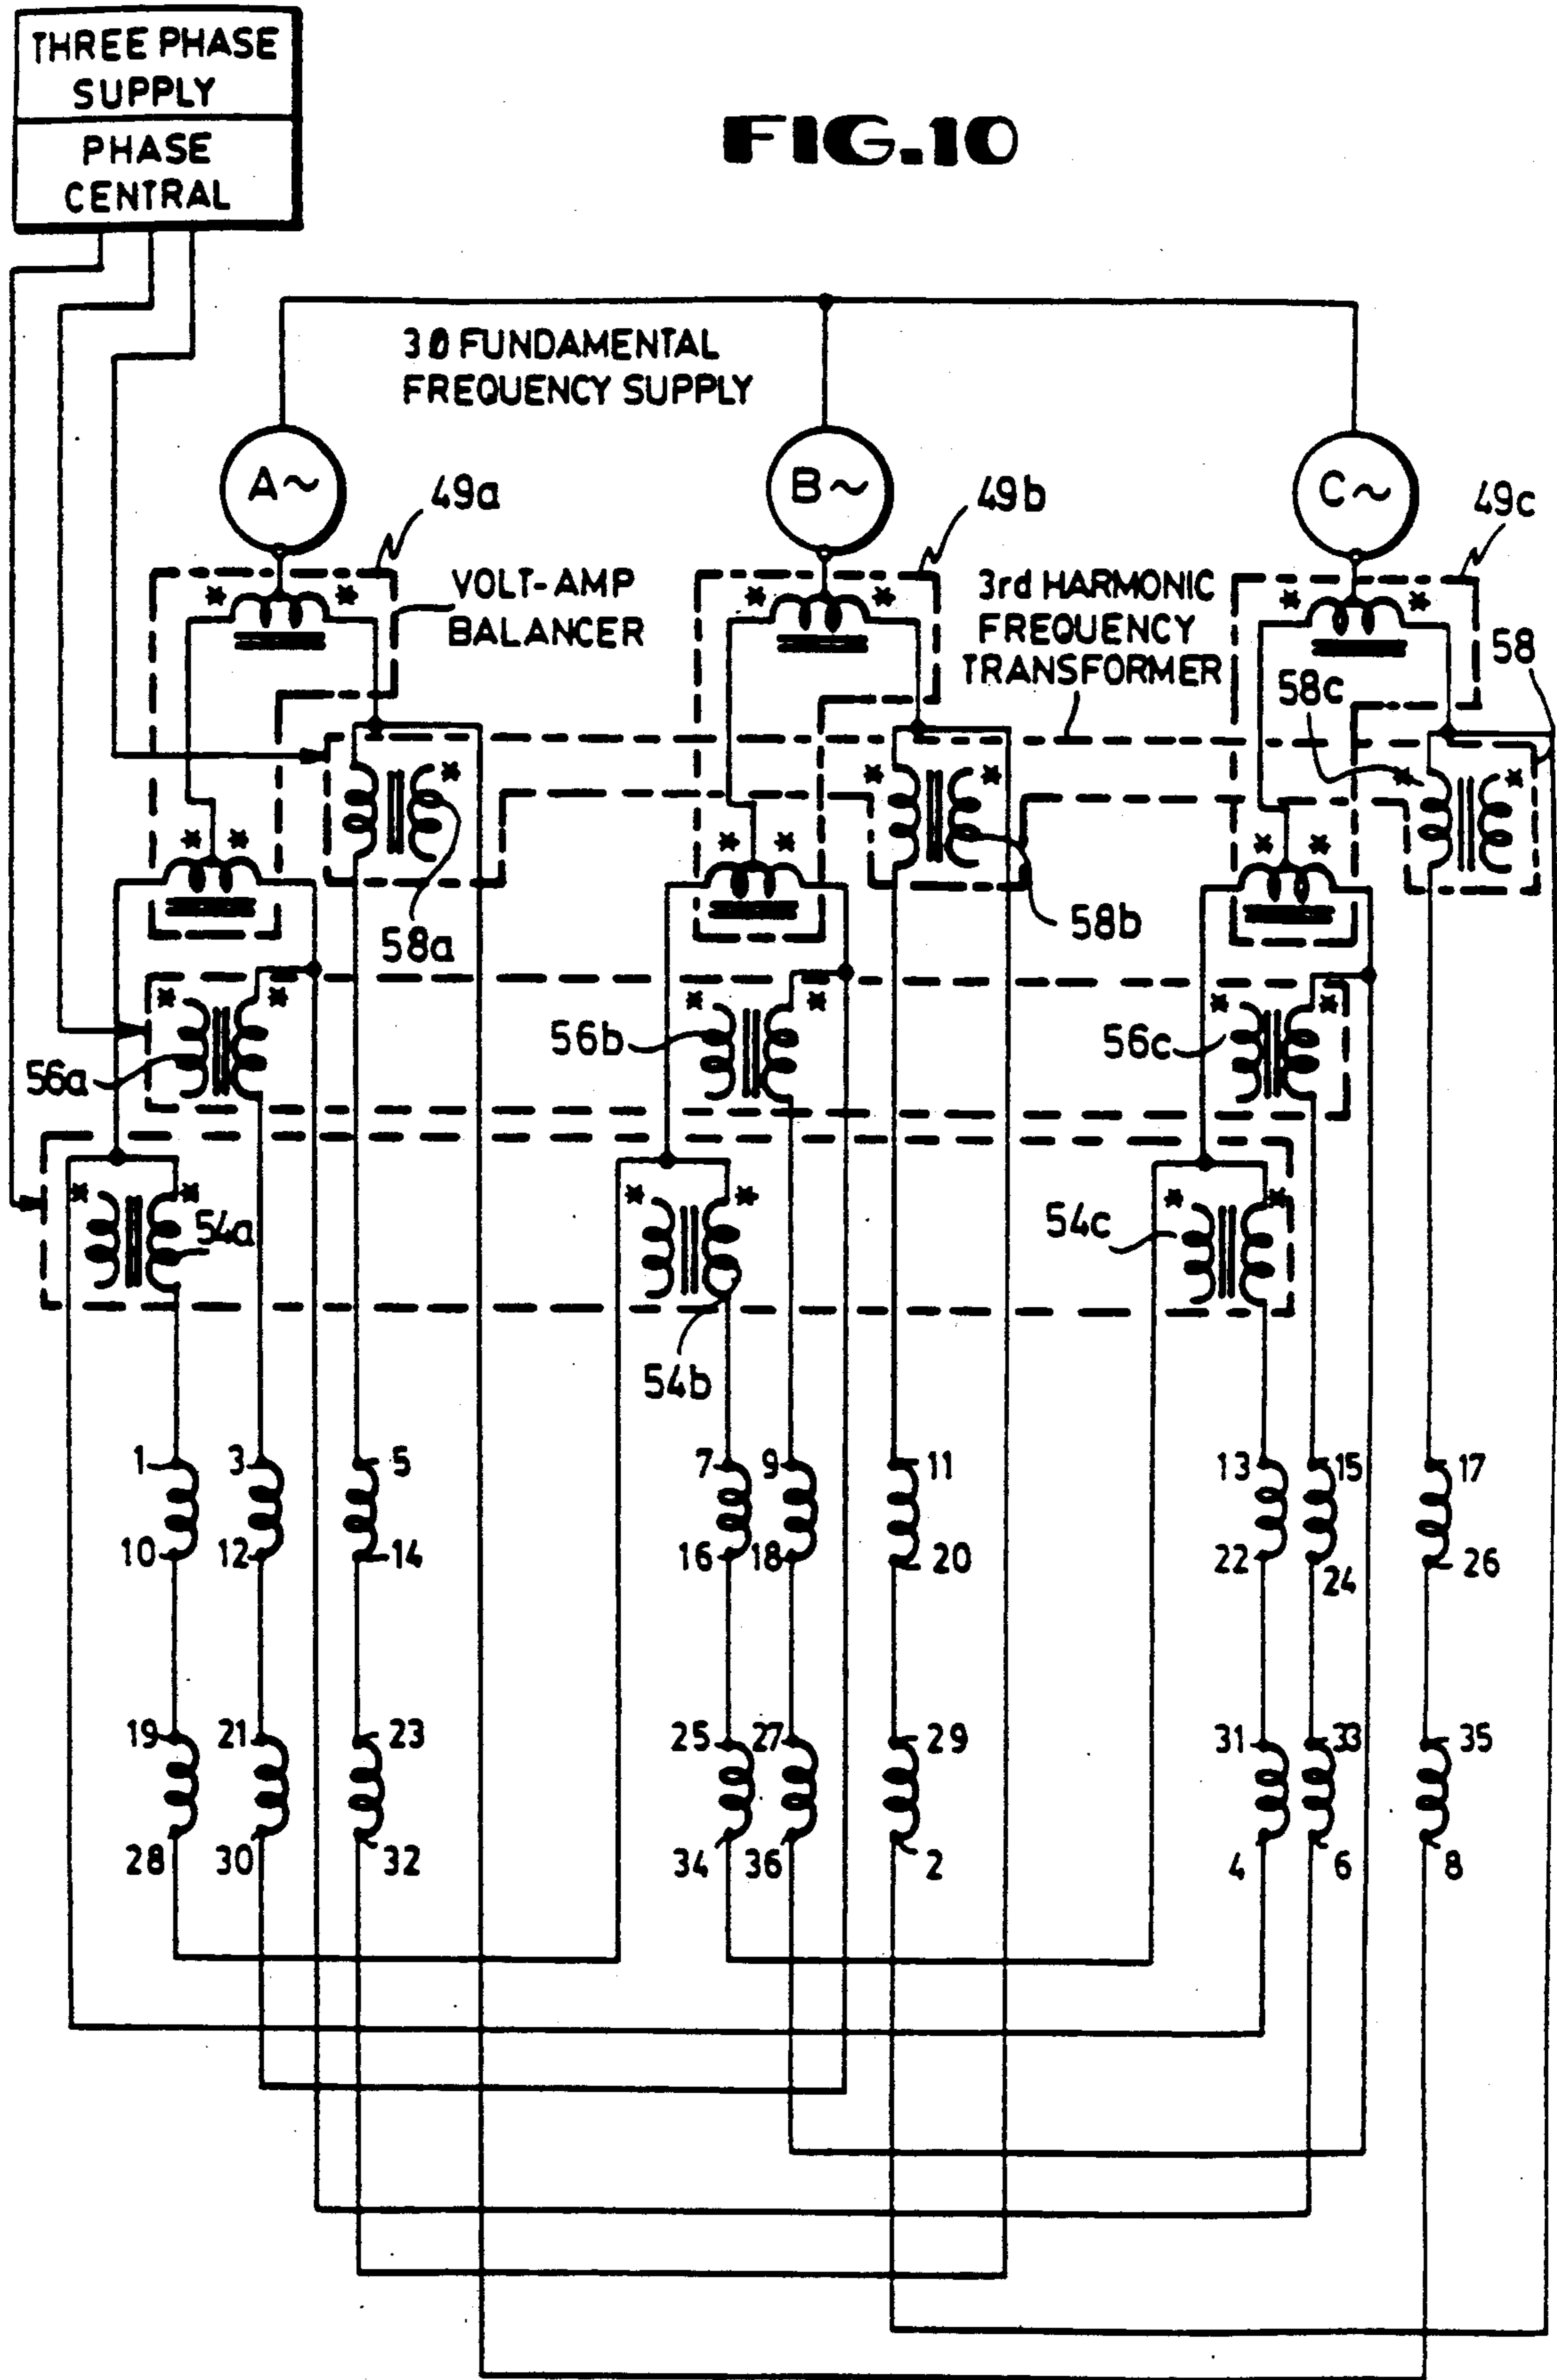 THREE PHASE
SUPPLY
PHASE
CENTRAL
FIG.10
3Ø FUNDAMENTAL
FREQUENCY SUPPLY
A~
B~
C~
49a
49b
49c
VOLT-AMP
BALANCER
3rd HARMONIC
FREQUENCY
TRANSFORMER
58
58c
58a
58b
56a
56b
56c
54a
54b
54c
1 3 5 7 9 11 13 15 17
10 12 14 16 18 20 22 24 26
19 21 23 25 27 29 31 33 35
28 30 32 34 36 2 4 6 8